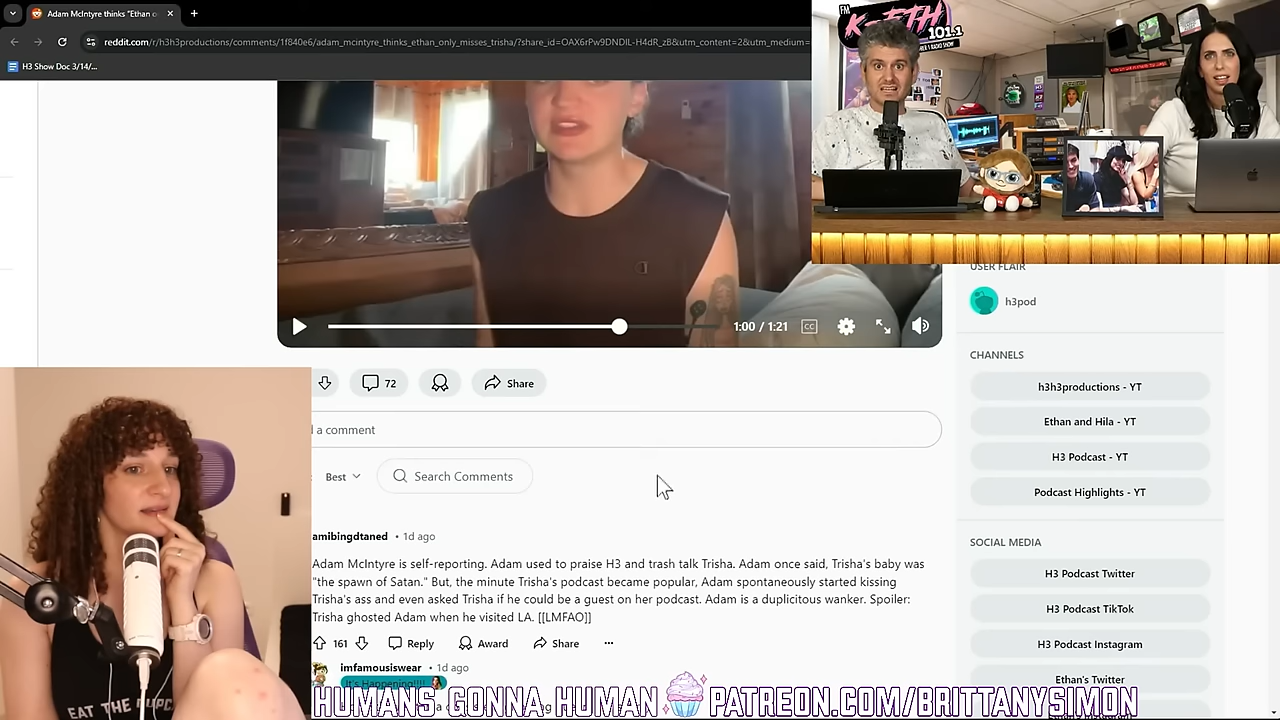 Adam McIntyre thinks "Ethan o
reddit.com/r/h3h3productions/comments/1f840e6/adam_mcintyre_thinks_ethan_only_misses_trisha/?share_id=OAX6rPw9DNDIL-H4dR_zB&utm_content=2&utm_medium=
H3 Show Doc 3/14/...
FM
K-EARTH
101.1
1:00 / 1:21
72
Share
USER FLAIR
h3pod
CHANNELS
h3h3productions - YT
Ethan and Hila - YT
H3 Podcast - YT
Podcast Highlights - YT
SOCIAL MEDIA
H3 Podcast Twitter
H3 Podcast TikTok
H3 Podcast Instagram
Ethan's Twitter
d a comment
Best
Search Comments
amibingdtaned • 1d ago
Adam McIntyre is self-reporting. Adam used to praise H3 and trash talk Trisha. Adam once said, Trisha's baby was
"the spawn of Satan." But, the minute Trisha's podcast became popular, Adam spontaneously started kissing
Trisha's ass and even asked Trisha if he could be a guest on her podcast. Adam is a duplicitous wanker. Spoiler:
Trisha ghosted Adam when he visited LA. [[LMFAO]]
161
Reply
Award
Share
imfamousiswear • 1d ago
It's Happening!!!!
EAT THE
HUMANS GONNA HUMAN PATREON.COM/BRITTANYSIMON